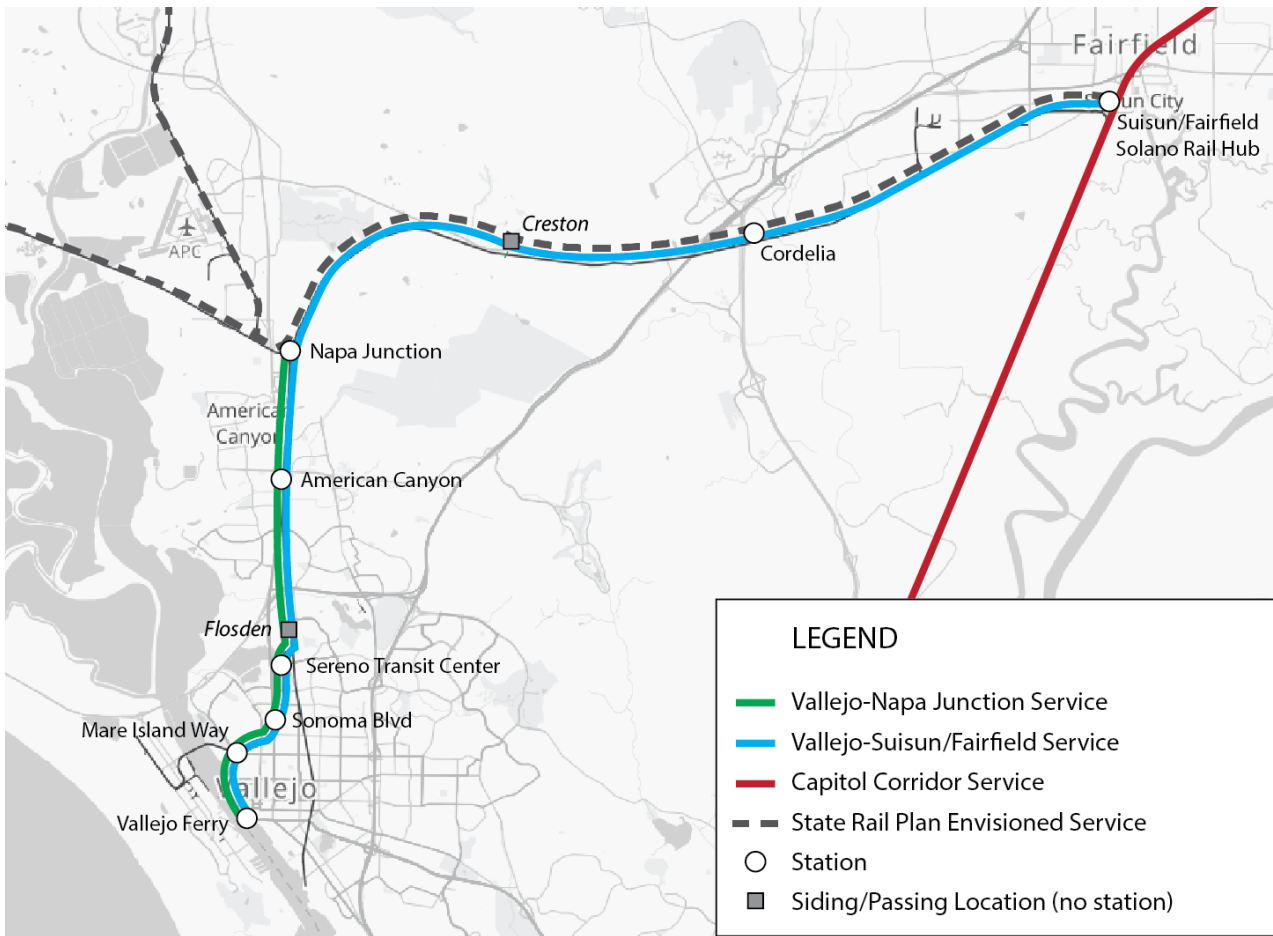 Fairfield
Suisun City
Suisun/Fairfield
Solano Rail Hub
Creston
Cordelia
APC
Napa Junction
American
Canyon
American Canyon
Flosden
Sereno Transit Center
Sonoma Blvd
Mare Island Way
Vallejo
Vallejo Ferry
LEGEND
Vallejo-Napa Junction Service
Vallejo-Suisun/Fairfield Service
Capitol Corridor Service
State Rail Plan Envisioned Service
Station
Siding/Passing Location (no station)